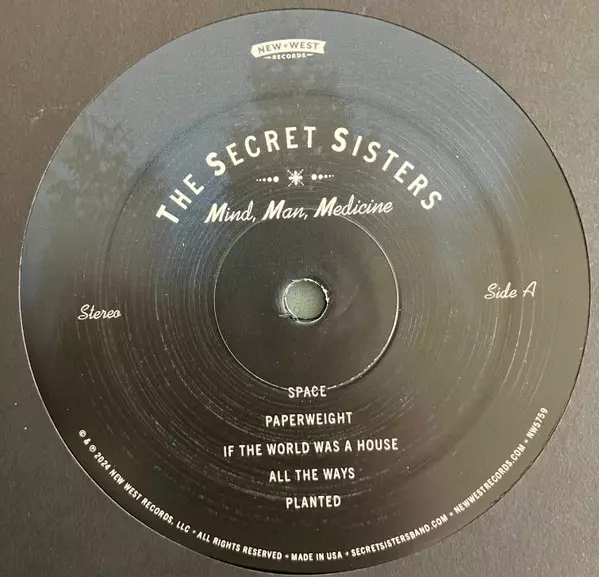 NEW WEST
RECORDS
THE SECRET SISTERS
Mind, Man, Medicine
Stereo
Side A
SPACE
PAPERWEIGHT
IF THE WORLD WAS A HOUSE
ALL THE WAYS
PLANTED
© & ℗ 2024 NEW WEST RECORDS, LLC • ALL RIGHTS RESERVED • MADE IN USA • SECRETSISTERSBAND.COM • NEWWESTRECORDS.COM • NW5759